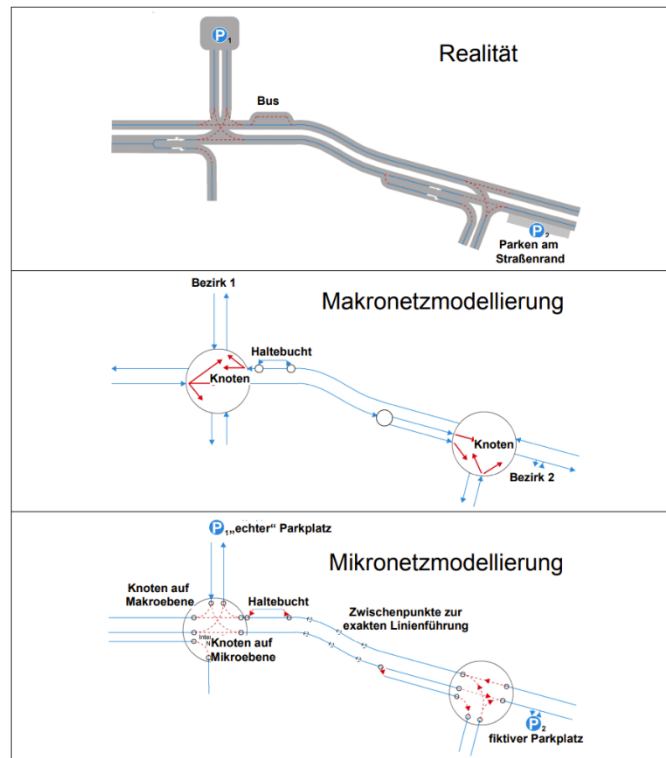 P1
Realität
Bus
P2
Parken am
Straßenrand
Bezirk 1
Makronetzmodellierung
Haltebucht
Knoten
Knoten
Bezirk 2
P1„echter“ Parkplatz
Mikronetzmodellierung
Knoten auf
Makroebene
Haltebucht
Zwischenpunkte zur
exakten Linienführung
Knoten auf
Mikroebene
P2
fiktiver Parkplatz